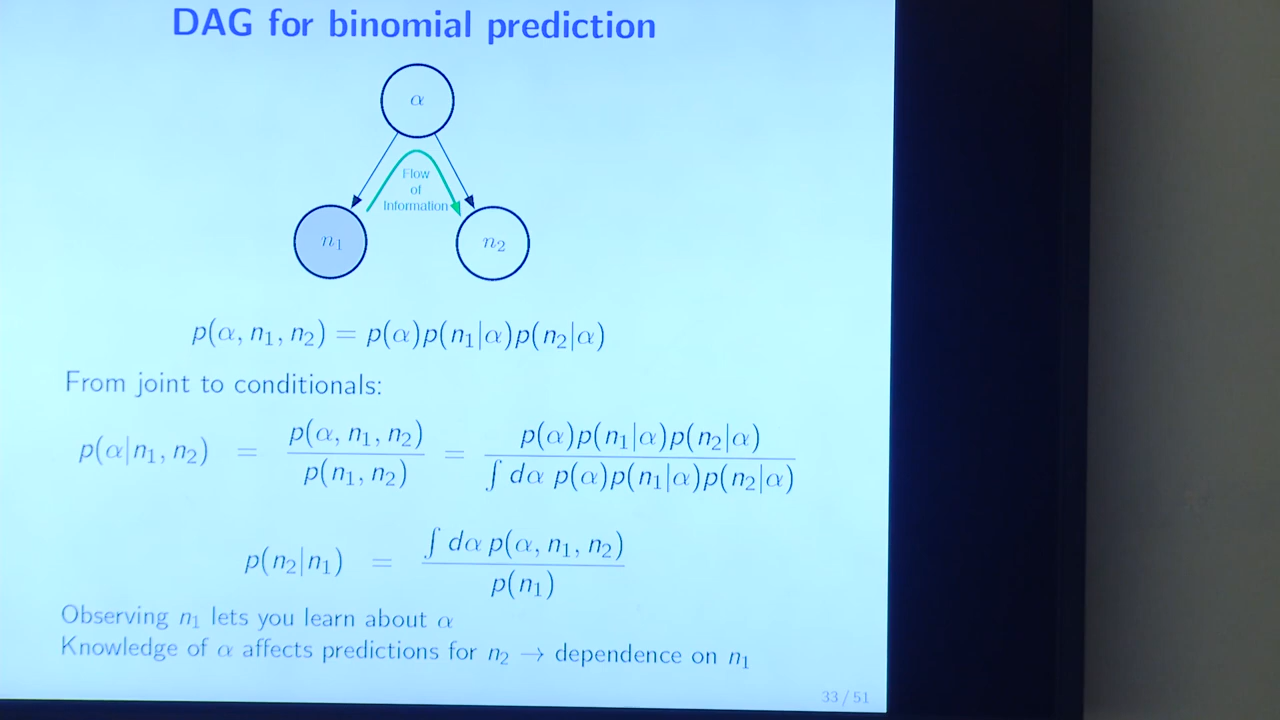 DAG for binomial prediction
α
Flow
of
Information
n₁
n₂
p(α, n₁, n₂) = p(α)p(n₁|α)p(n₂|α)
From joint to conditionals:
p(α|n₁, n₂) = p(α, n₁, n₂) / p(n₁, n₂) = p(α)p(n₁|α)p(n₂|α) / ∫ dα p(α)p(n₁|α)p(n₂|α)
p(n₂|n₁) = ∫ dα p(α, n₁, n₂) / p(n₁)
Observing n₁ lets you learn about α
Knowledge of α affects predictions for n₂ → dependence on n₁
33 / 51